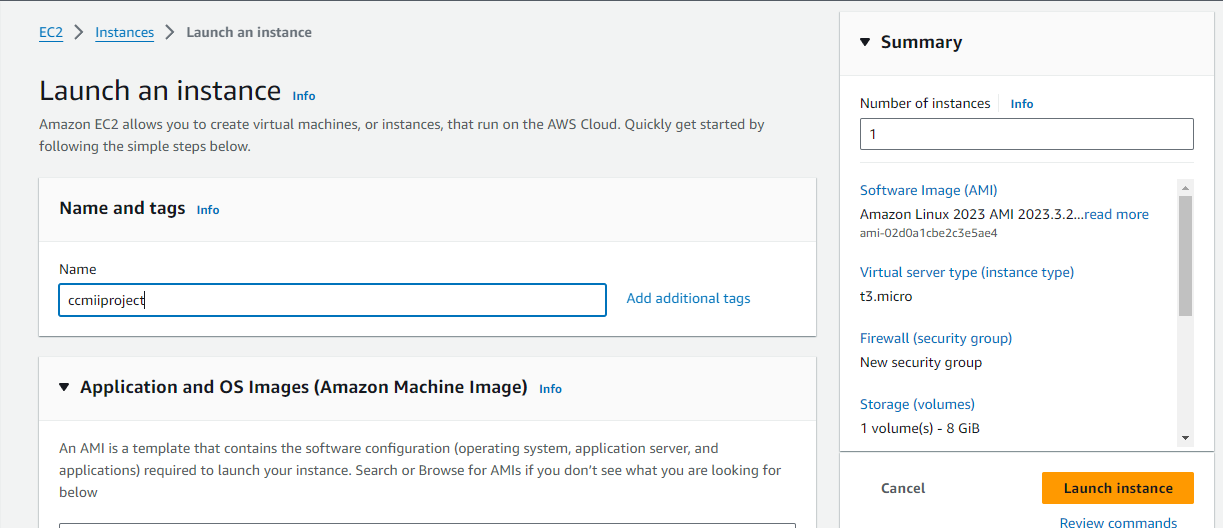 EC2 > Instances > Launch an instance
Launch an instance Info
Amazon EC2 allows you to create virtual machines, or instances, that run on the AWS Cloud. Quickly get started by
following the simple steps below.
Name and tags Info
Name
ccmiiproject
Add additional tags
Application and OS Images (Amazon Machine Image) Info
An AMI is a template that contains the software configuration (operating system, application server, and
applications) required to launch your instance. Search or Browse for AMIs if you don’t see what you are looking for
below
Summary
Number of instances Info
1
Software Image (AMI)
Amazon Linux 2023 AMI 2023.3.2...read more
ami-02d0a1cbe2c3e5ae4
Virtual server type (instance type)
t3.micro
Firewall (security group)
New security group
Storage (volumes)
1 volume(s) - 8 GiB
Cancel
Launch instance
Review commands